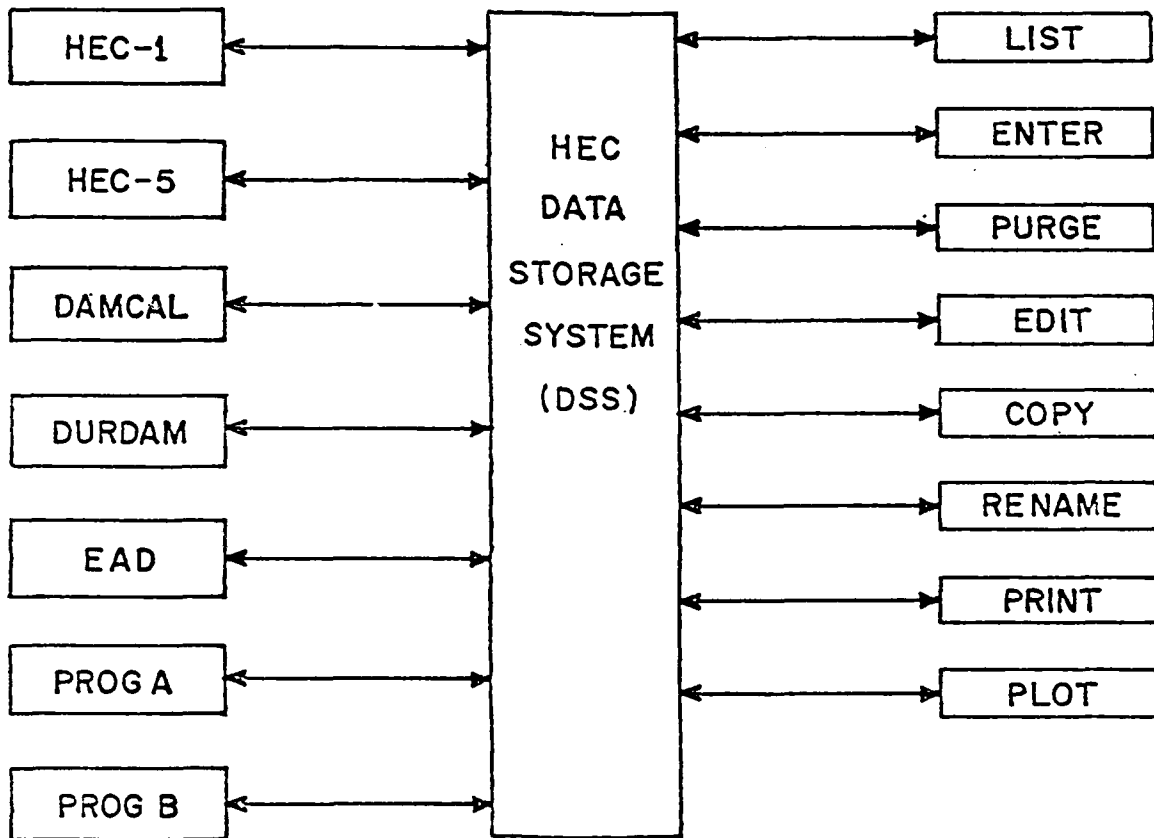 HEC-1
HEC-5
DAMCAL
DURDAM
EAD
PROG A
PROG B
HEC
DATA
STORAGE
SYSTEM
(DSS)
LIST
ENTER
PURGE
EDIT
COPY
RENAME
PRINT
PLOT